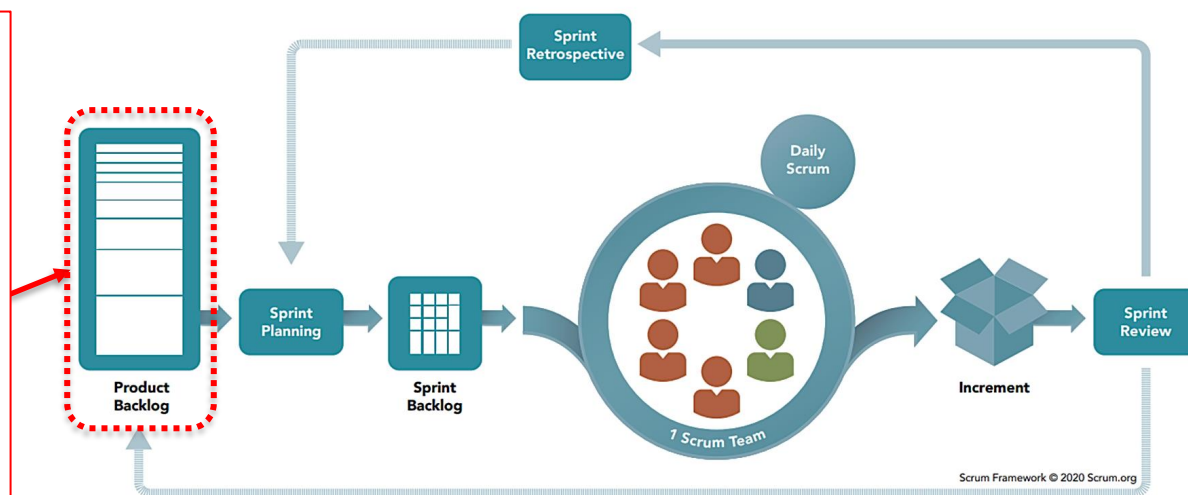 Sprint
Retrospective
Daily
Scrum
Sprint
Planning
Sprint
Review
Product
Backlog
Sprint
Backlog
Increment
1 Scrum Team
Scrum Framework © 2020 Scrum.org